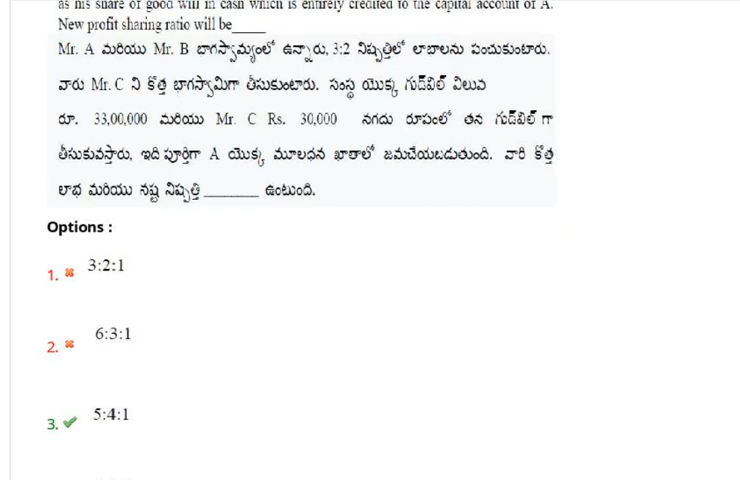 as his share of good will in cash which is entirely credited to the capital account of A.
New profit sharing ratio will be______
Mr. A మరియు Mr. B భాగస్వామ్యంలో ఉన్నారు, 3:2 నిష్పత్తిలో లాభాలను పంచుకుంటారు.
వారు Mr. C ని కొత్త భాగస్వామిగా తీసుకుంటారు. సంస్థ యొక్క గుడ్‌విల్ విలువ
రూ. 33,00,000 మరియు Mr. C Rs. 30,000 నగదు రూపంలో తన గుడ్‌విల్ గా
తీసుకువస్తారు, ఇది పూర్తిగా A యొక్క మూలధన ఖాతాలో జమచేయబడుతుంది. వారి కొత్త
లాభ మరియు నష్ట నిష్పత్తి ________ ఉంటుంది.
Options :
1. 3:2:1
2. 6:3:1
3. 5:4:1